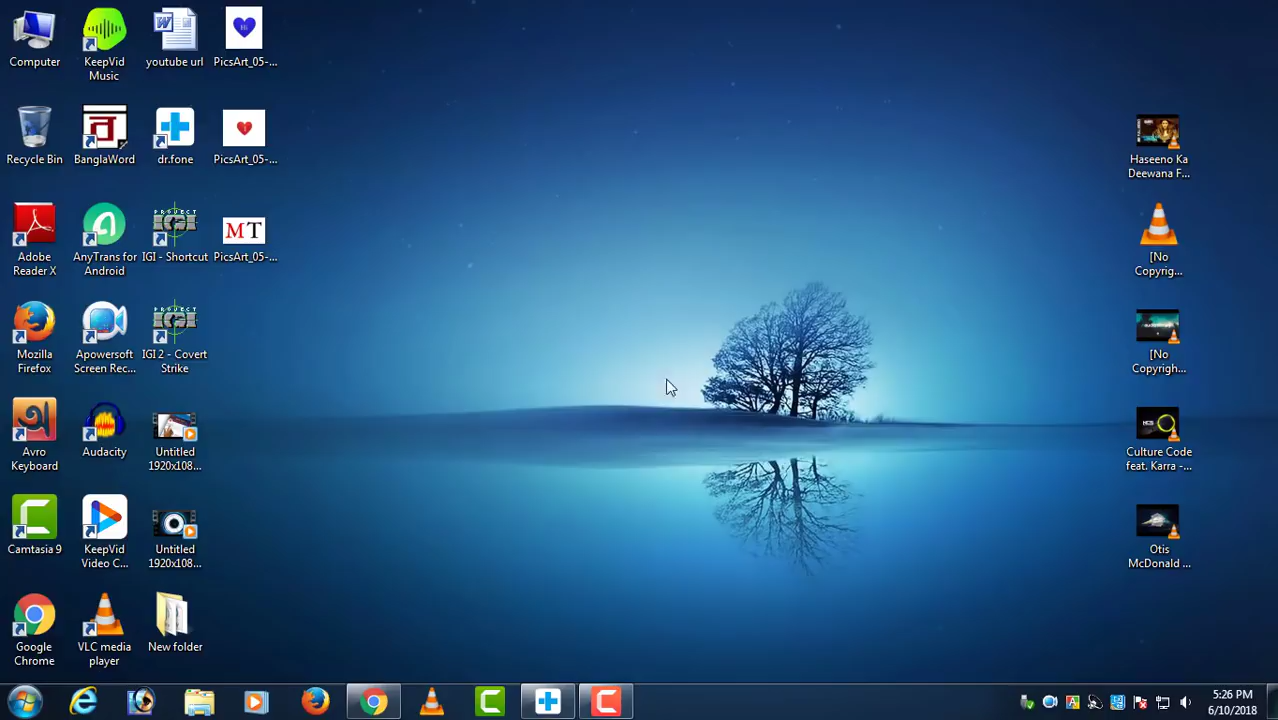 Computer
KeepVid
Music
youtube url
PicsArt_05-...
Recycle Bin
BanglaWord
dr.fone
PicsArt_05-...
Adobe
Reader X
AnyTrans for
Android
PROJECT
IGI - Shortcut
MT
PicsArt_05-...
Mozilla
Firefox
Apowersoft
Screen Rec...
PROJECT
IGI 2 - Covert
Strike
Avro
Keyboard
Audacity
Untitled
1920x108...
Camtasia 9
KeepVid
Video C...
Untitled
1920x108...
Google
Chrome
VLC media
player
New folder
Haseeno Ka
Deewana F...
[No
Copyrig...
[No
Copyrigh...
Culture Code
feat. Karra -...
Otis
McDonald ...
5:26 PM
6/10/2018